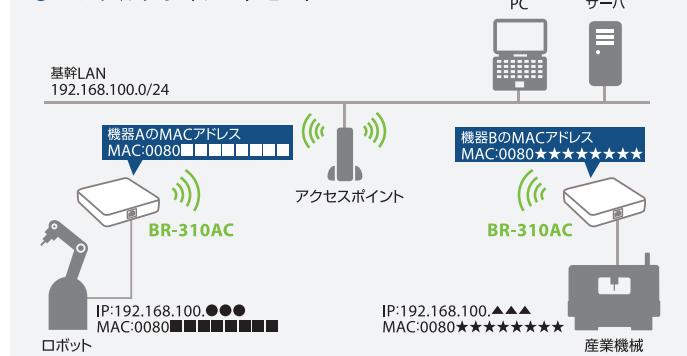 PC
サーバ
基幹LAN
192.168.100.0/24
機器AのMACアドレス
MAC:0080■■■■■■■■
機器BのMACアドレス
MAC:0080★★★★★★★★
アクセスポイント
BR-310AC
BR-310AC
IP:192.168.100.●●●
MAC:0080■■■■■■■■
IP:192.168.100.▲▲▲
MAC:0080★★★★★★★★
ロボット
産業機械